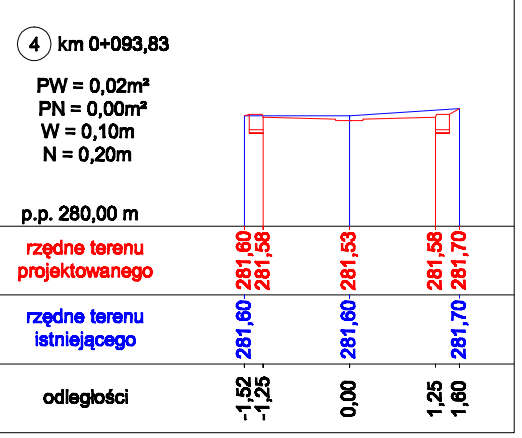 4 km 0+093,83
PW = 0,02m²
PN = 0,00m²
W = 0,10m
N = 0,20m
p.p. 280,00 m
rzędne terenu
projektowanego
281,60 281,58 281,53 281,58 281,70
rzędne terenu
istniejącego
281,60 281,60 281,70
odległości
-1,52 -1,25 0,00 1,25 1,60